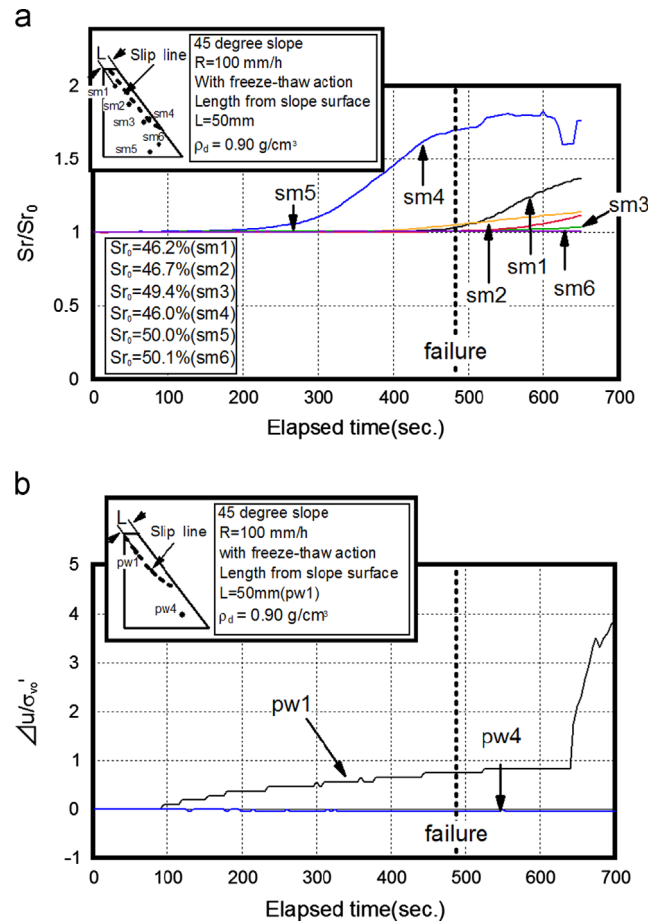 a
L
Slip line
sm1
sm2
sm3
sm4
sm6
sm5
45 degree slope
R=100 mm/h
With freeze-thaw action
Length from slope surface
L=50mm
ρd = 0.90 g/cm³
2
1.5
1
0.5
0
Sr/Sr0
sm5
sm4
sm3
sm1
sm2
sm6
Sr0=46.2%(sm1)
Sr0=46.7%(sm2)
Sr0=49.4%(sm3)
Sr0=46.0%(sm4)
Sr0=50.0%(sm5)
Sr0=50.1%(sm6)
failure
0 100 200 300 400 500 600 700
Elapsed time(sec.)
b
L
Slip line
pw1
pw4
45 degree slope
R=100 mm/h
with freeze-thaw action
Length from slope surface
L=50mm(pw1)
ρd = 0.90 g/cm³
5
4
3
2
1
0
-1
Δu/σvo'
pw1
pw4
failure
0 100 200 300 400 500 600 700
Elapsed time(sec.)